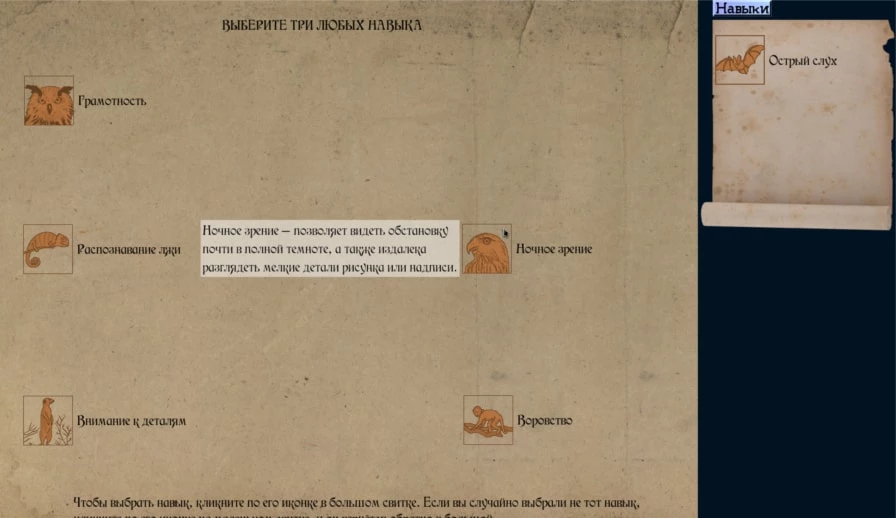 ВЫБЕРИТЕ ТРИ ЛЮБЫХ НАВЫКА
Навыки
Острый слух
Грамотность
Распознавание лжи
Ночное зрение — позволяет видеть обстановку
почти в полной темноте, а также издалека
разглядеть мелкие детали рисунка или надписи.
Ночное зрение
Внимание к деталям
Воровство
Чтобы выбрать навык, кликните по его иконке в большом свитке. Если вы случайно выбрали не тот навык,